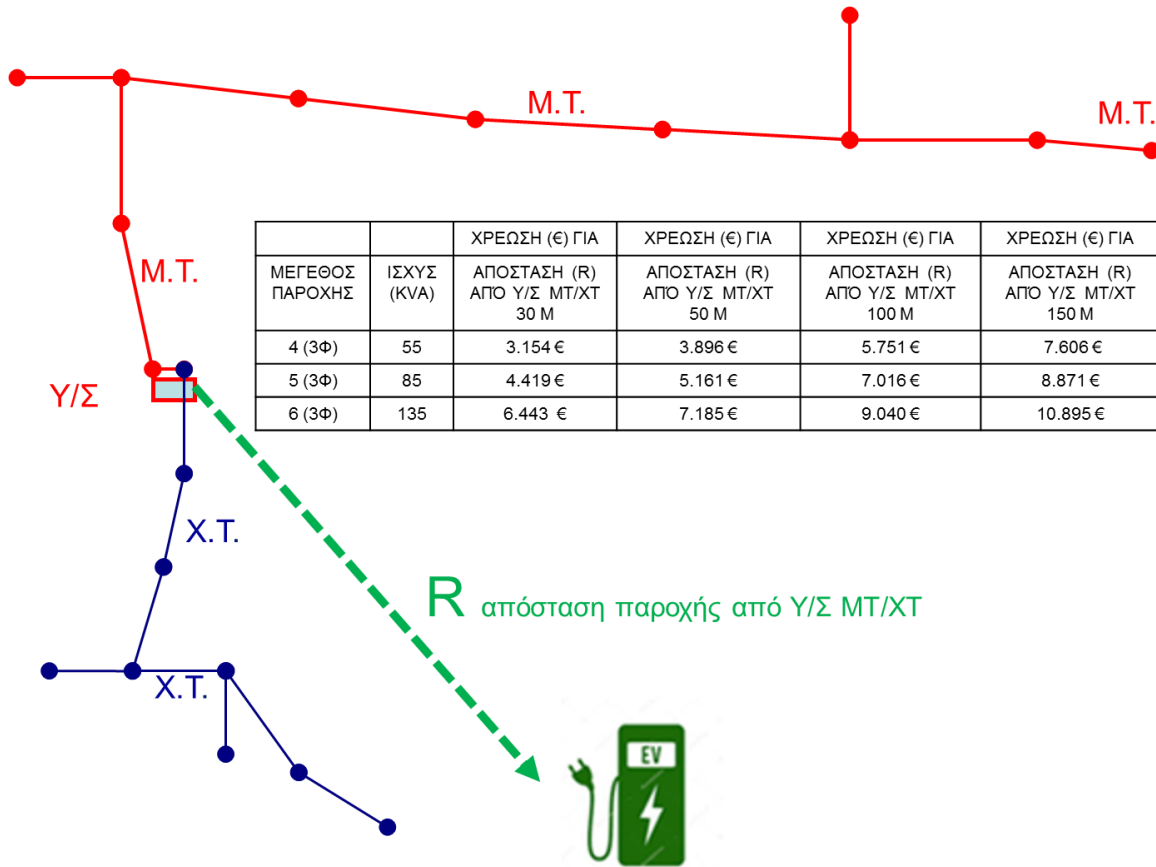 Μ.Τ.
Μ.Τ.
ΧΡΕΩΣΗ (€) ΓΙΑ ΧΡΕΩΣΗ (€) ΓΙΑ ΧΡΕΩΣΗ (€) ΓΙΑ ΧΡΕΩΣΗ (€) ΓΙΑ
ΜΕΓΕΘΟΣ ΙΣΧΥΣ ΑΠΟΣΤΑΣΗ (R) ΑΠΟΣΤΑΣΗ (R) ΑΠΟΣΤΑΣΗ (R) ΑΠΟΣΤΑΣΗ (R)
ΠΑΡΟΧΗΣ (KVA) ΑΠΌ Υ/Σ ΜΤ/ΧΤ ΑΠΌ Υ/Σ ΜΤ/ΧΤ ΑΠΌ Υ/Σ ΜΤ/ΧΤ ΑΠΌ Υ/Σ ΜΤ/ΧΤ
30 Μ 50 Μ 100 Μ 150 Μ
4 (3Φ) 55 3.154 € 3.896 € 5.751 € 7.606 €
5 (3Φ) 85 4.419 € 5.161 € 7.016 € 8.871 €
6 (3Φ) 135 6.443 € 7.185 € 9.040 € 10.895 €
Μ.Τ.
Υ/Σ
Χ.Τ.
R απόσταση παροχής από Υ/Σ ΜΤ/ΧΤ
Χ.Τ.
EV